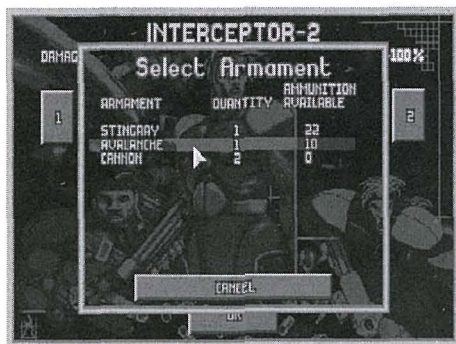 INTERCEPTOR-2
DAMAG
100%
Select Armament
ARMAMENT QUANTITY AMMUNITION AVAILABLE
1
2
STINGRAY 1 22
AVALANCHE 1 10
CANNON 2 0
CANCEL
OK